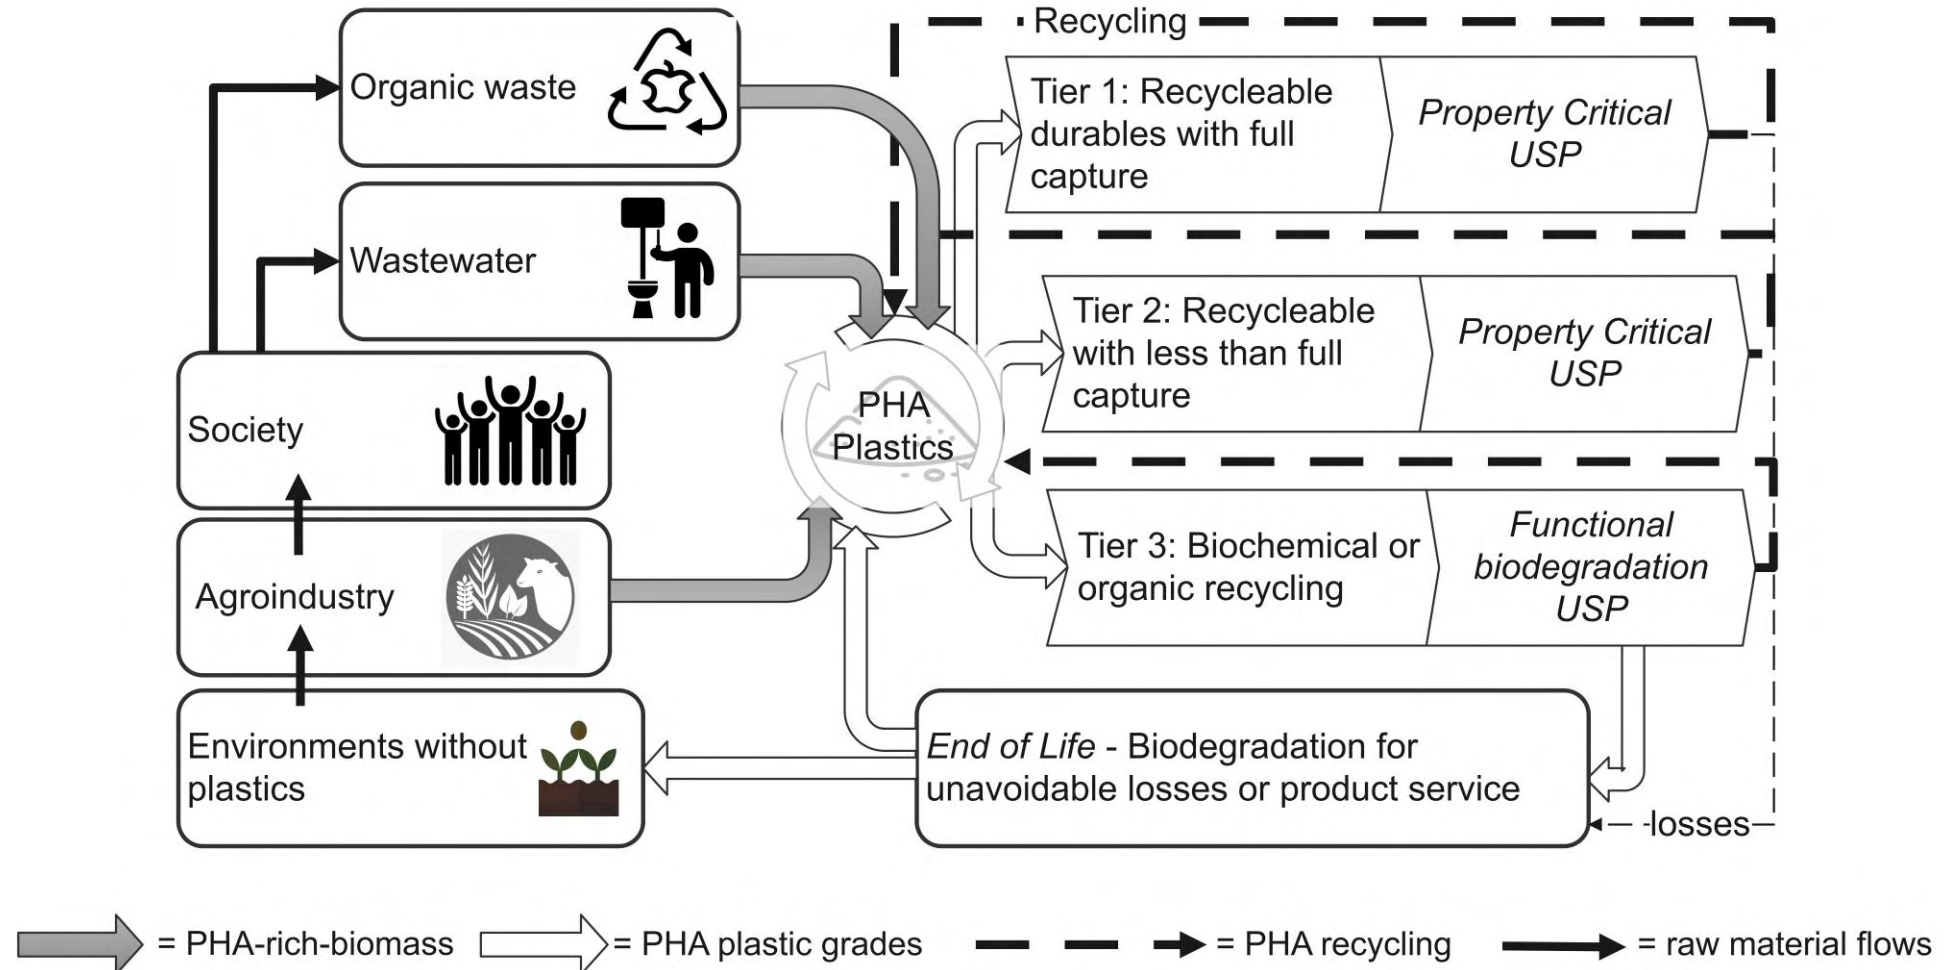 Recycling
Organic waste
Tier 1: Recycleable
durables with full
capture
Property Critical
USP
Wastewater
Tier 2: Recycleable
with less than full
capture
Property Critical
USP
Society
PHA
Plastics
Agroindustry
Tier 3: Biochemical or
organic recycling
Functional
biodegradation
USP
Environments without
plastics
End of Life - Biodegradation for
unavoidable losses or product service
losses
= PHA-rich-biomass
= PHA plastic grades
= PHA recycling
= raw material flows